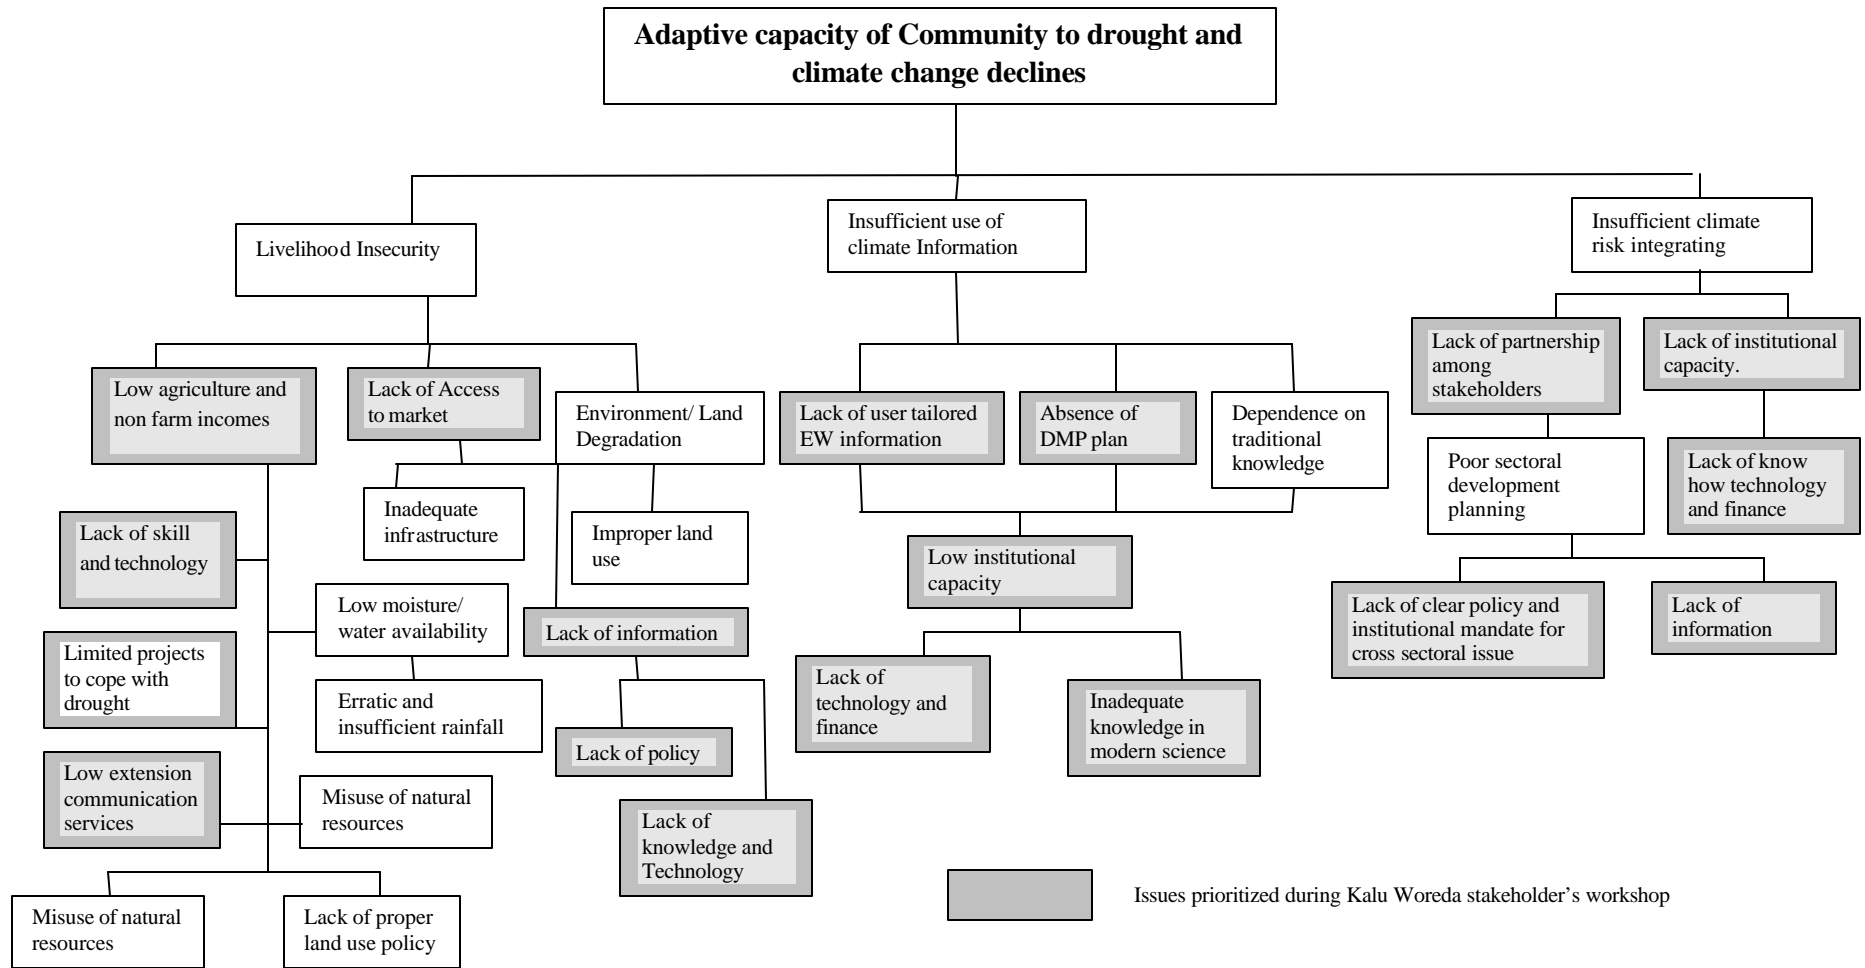 Adaptive capacity of Community to drought and
climate change declines
Livelihood Insecurity
Insufficient use of
climate Information
Insufficient climate
risk integrating
Low agriculture and
non farm incomes
Lack of Access
to market
Environment/ Land
Degradation
Lack of user tailored
EW information
Absence of
DMP plan
Dependence on
traditional
knowledge
Lack of partnership
among
stakeholders
Lack of institutional
capacity.
Poor sectoral
development
planning
Lack of know
how technology
and finance
Inadequate
infrastructure
Improper land
use
Lack of skill
and technology
Low moisture/
water availability
Lack of information
Low institutional
capacity
Lack of clear policy and
institutional mandate for
cross sectoral issue
Lack of
information
Limited projects
to cope with
drought
Erratic and
insufficient rainfall
Lack of policy
Lack of
technology and
finance
Inadequate
knowledge in
modern science
Low extension
communication
services
Misuse of natural
resources
Lack of
knowledge and
Technology
Misuse of natural
resources
Lack of proper
land use policy
Issues prioritized during Kalu Woreda stakeholder’s workshop